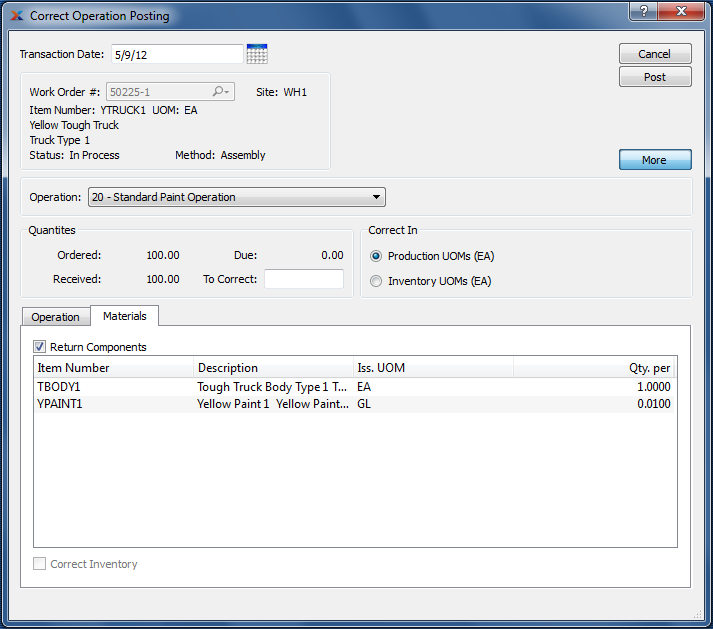 Correct Operation Posting
Transaction Date: 5/9/12
Cancel
Post
Work Order #: 50225-1 Site: WH1
Item Number: YTRUCK1 UOM: EA
Yellow Tough Truck
Truck Type 1
Status: In Process Method: Assembly
More
Operation: 20 - Standard Paint Operation
Quantites Correct In
Ordered: 100.00 Due: 0.00 Production UOMs (EA)
Received: 100.00 To Correct: Inventory UOMs (EA)
Operation Materials
Return Components
Item Number Description Iss. UOM Qty. per
TBODY1 Tough Truck Body Type 1 T... EA 1.0000
YPAINT1 Yellow Paint 1 Yellow Paint... GL 0.0100
Correct Inventory